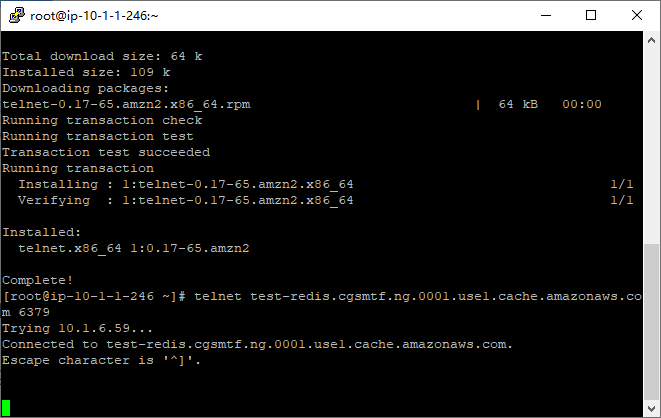 root@ip-10-1-1-246:~
Total download size: 64 k
Installed size: 109 k
Downloading packages:
telnet-0.17-65.amzn2.x86_64.rpm | 64 kB 00:00
Running transaction check
Running transaction test
Transaction test succeeded
Running transaction
Installing : 1:telnet-0.17-65.amzn2.x86_64 1/1
Verifying : 1:telnet-0.17-65.amzn2.x86_64 1/1
Installed:
telnet.x86_64 1:0.17-65.amzn2
Complete!
[root@ip-10-1-1-246 ~]# telnet test-redis.cgsmtf.ng.0001.use1.cache.amazonaws.co
m 6379
Trying 10.1.6.59...
Connected to test-redis.cgsmtf.ng.0001.use1.cache.amazonaws.com.
Escape character is '^]'.